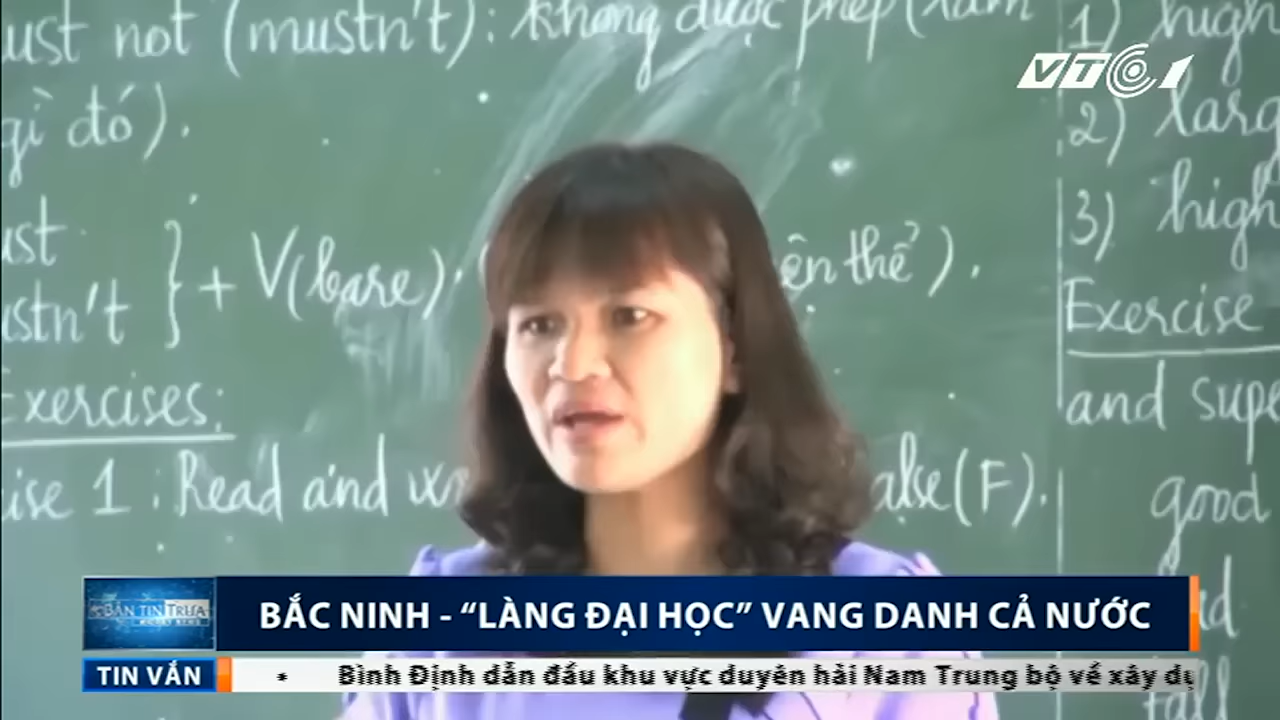 ust not (mustn't): không được phép (làm
gì đó).
ust
ustn't
} + V(bare).
ện thể).
Exercises:
ise 1: Read and
alse (F).
1) high
2) larg
3) high
Exercise
and supe
good
VTC1
BẢN TIN TRƯA
BẮC NINH - “LÀNG ĐẠI HỌC” VANG DANH CẢ NƯỚC
TIN VẮN
• Bình Định dẫn đầu khu vực duyên hải Nam Trung bộ về xây dự